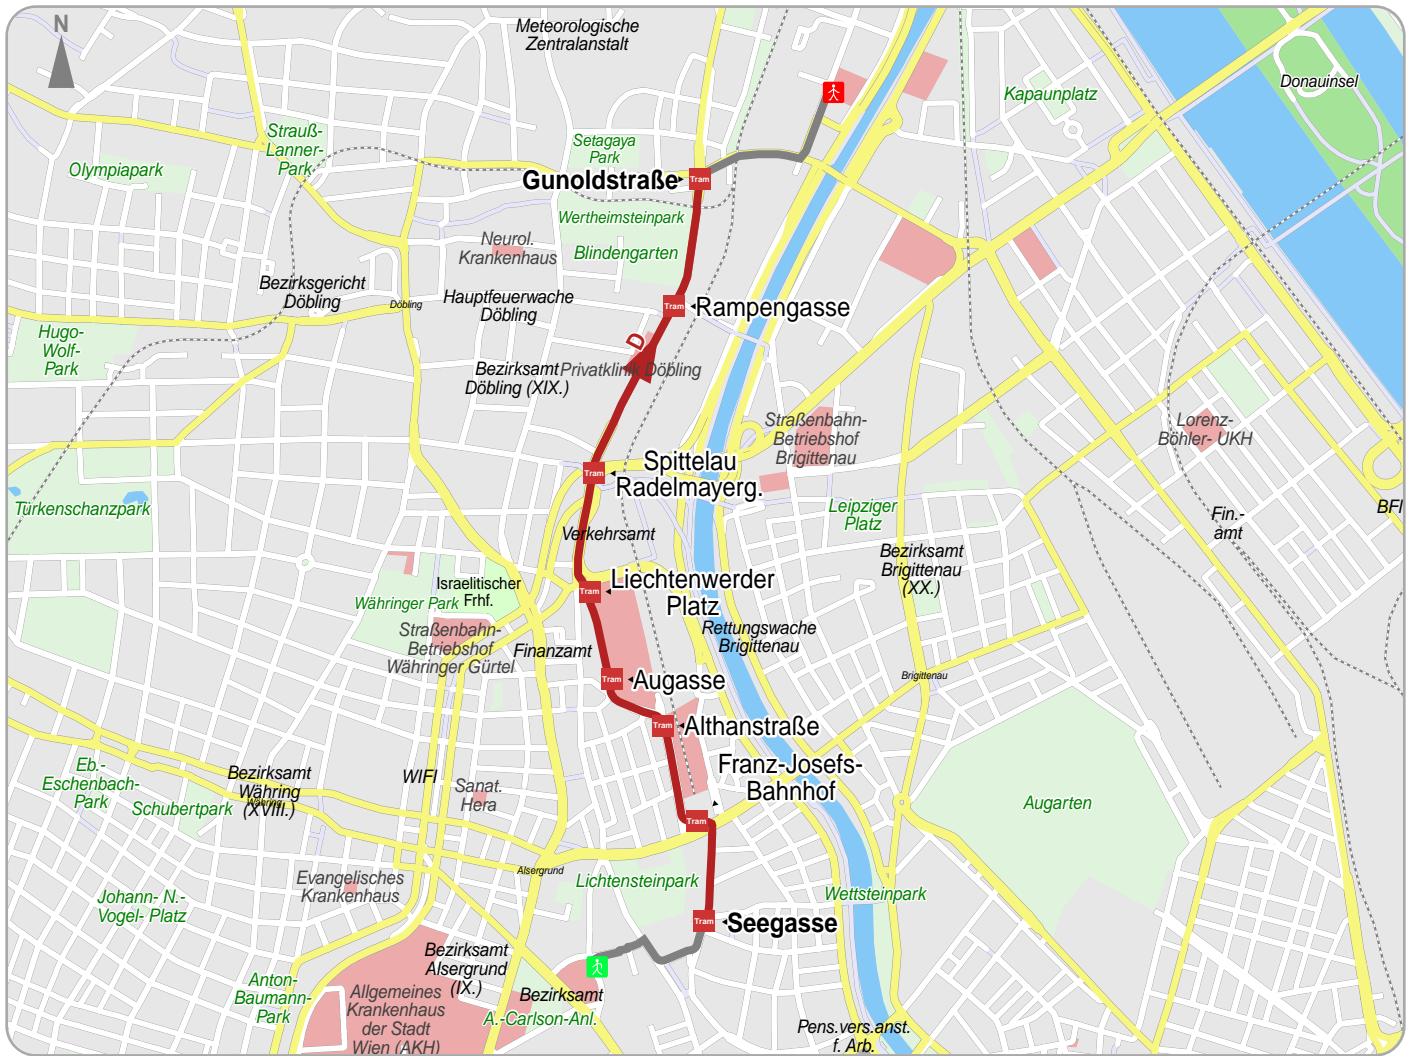 N
Meteorologische
Zentralanstalt
Donauinsel
Kapaunplatz
Strauß-
Lanner-
Park
Setagaya
Park
Olympiapark
Tram
Gunoldstraße
Wertheimsteinpark
Neurol.
Krankenhaus
Blindengarten
Bezirksgericht
Döbling
Hauptfeuerwache
Döbling
Döbling
Tram
Rampengasse
Hugo-
Wolf-
Park
D
Bezirksamt
Döbling (XIX.)
Privatklinik Döbling
Straßenbahn-
Betriebshof
Brigittenau
Lorenz-
Böhler- UKH
Tram
Spittelau
Radelmayerg.
Türkenschanzpark
Leipziger
Platz
BFI
Fin.-
amt
Verkehrsamt
Bezirksamt
Brigittenau
(XX.)
Israelitischer
Frhf.
Tram
Liechtenwerder
Platz
Währinger Park
Straßenbahn-
Betriebshof
Währinger Gürtel
Finanzamt
Rettungswache
Brigittenau
Tram
Augasse
Brigittenau
Tram
Althanstraße
Eb.-
Eschenbach-
Park
Bezirksamt
Währing
(XVIII.)
Währing
WIFI
Sanat.
Hera
Franz-Josefs-
Bahnhof
Schubertpark
Augarten
Tram
Alsergrund
Evangelisches
Krankenhaus
Lichtensteinpark
Wettsteinpark
Johann- N.-
Vogel- Platz
Tram
Seegasse
Bezirksamt
Alsergrund
(IX.)
Anton-
Baumann-
Park
Allgemeines
Krankenhaus
der Stadt
Wien (AKH)
Bezirksamt
A.-Carlson-Anl.
Pens.vers.anst.
f. Arb.